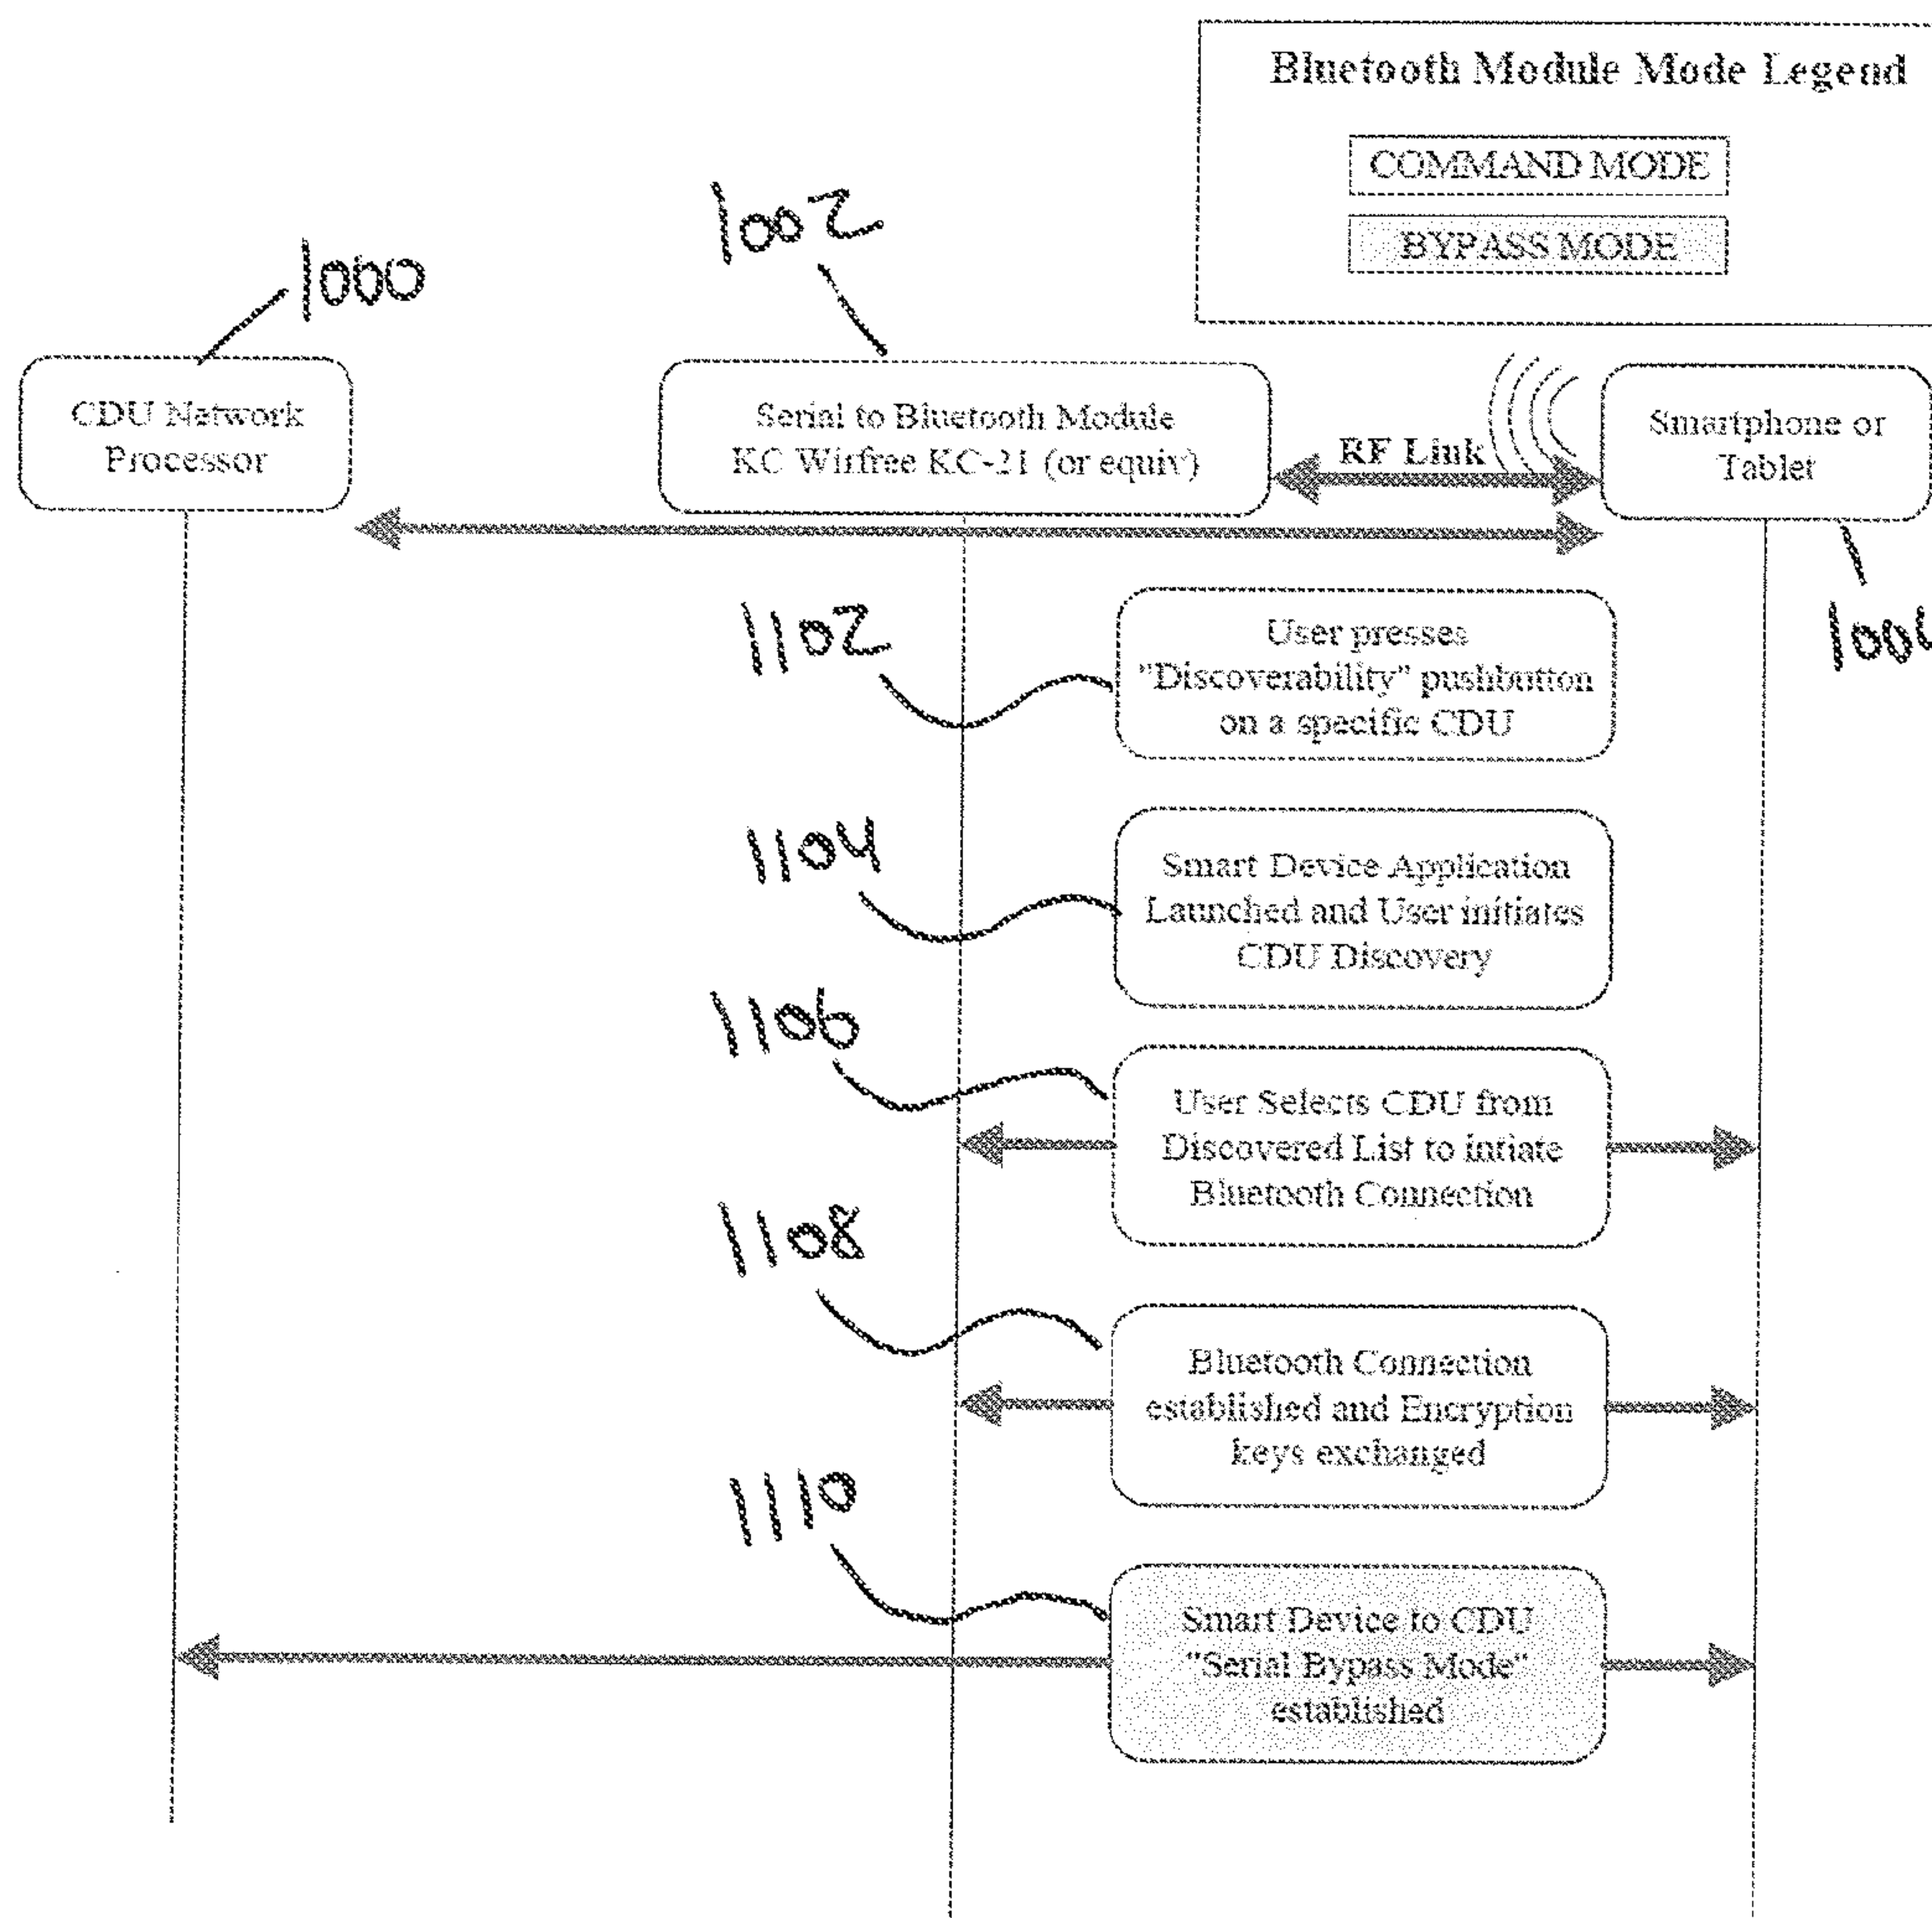 Bluetooth Module Mode Legend
COMMAND MODE
BYPASS MODE
1000
1002
CDU Network
Processor
Serial to Bluetooth Module
KC Wirfree KC-21 (or equiv)
RF Link
Smartphone or
Tablet
1102
User presses
"Discoverability" pushbutton
on a specific CDU
1104
Smart Device Application
Launched and User initiates
CDU Discovery
1106
User Selects CDU from
Discovered List to intiate
Bluetooth Connection
1108
Bluetooth Connection
established and Encryption
keys exchanged
1110
Smart Device to CDU
"Serial Bypass Mode"
established